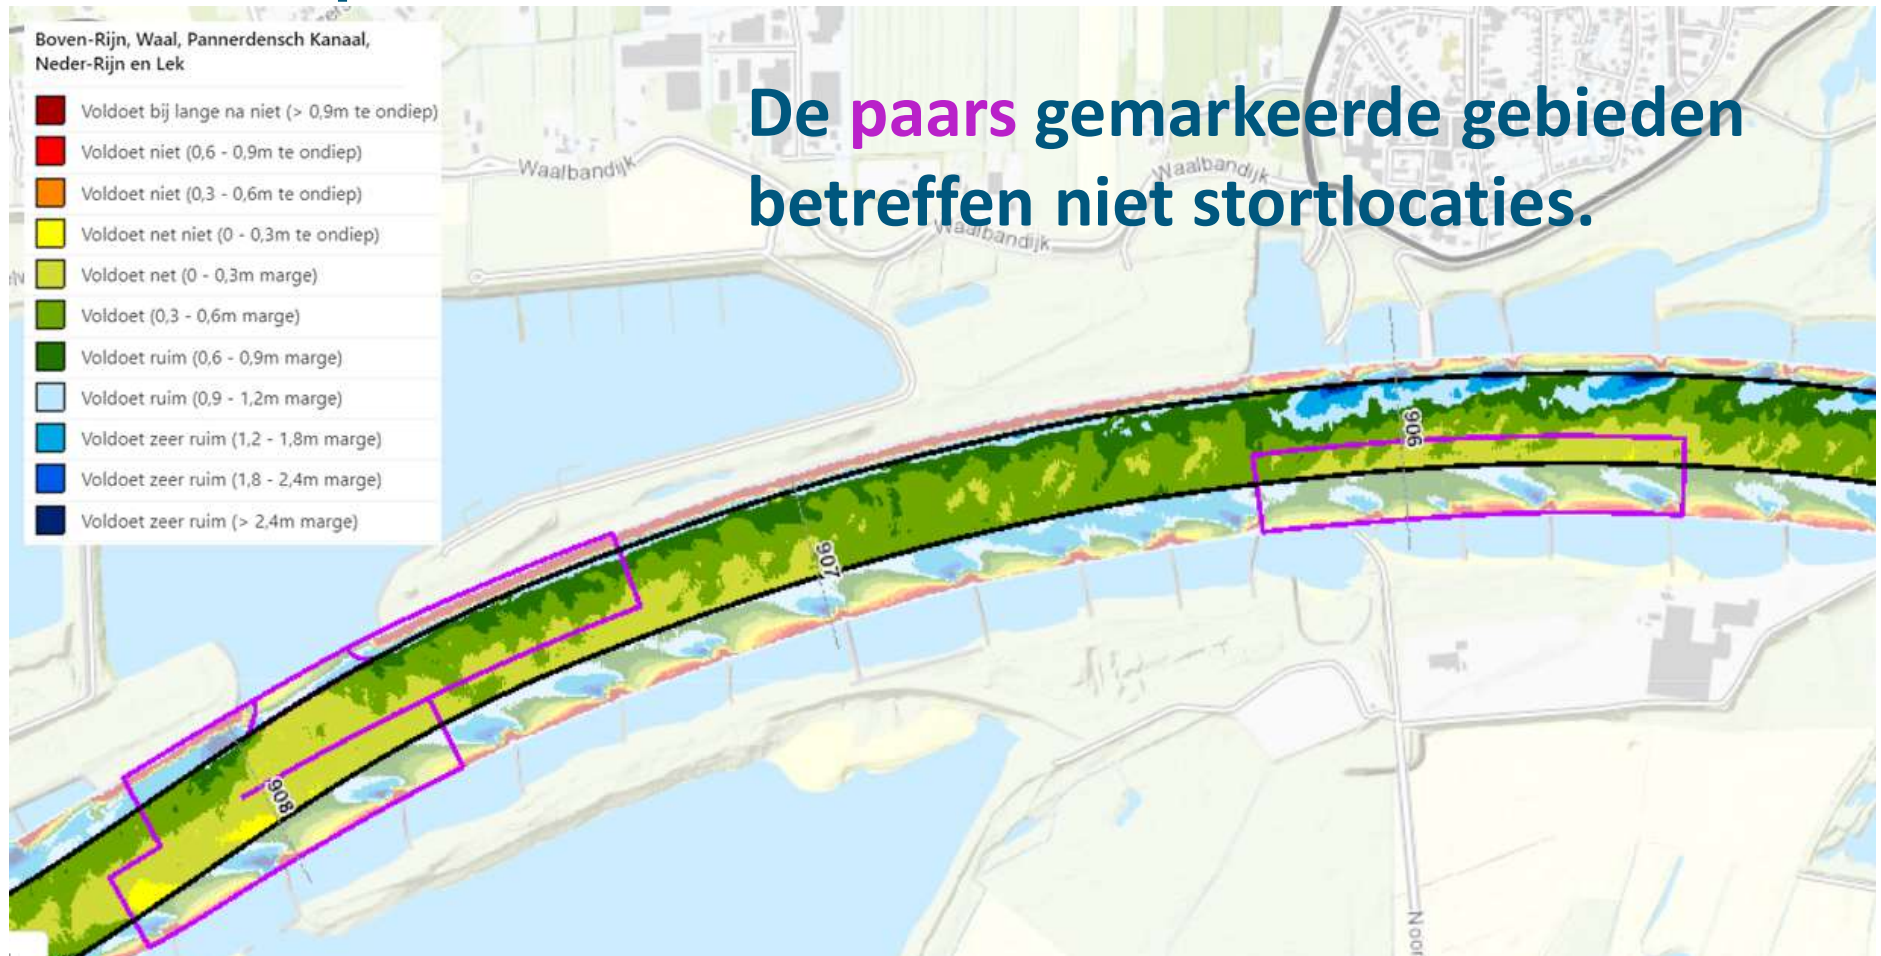 Boven-Rijn, Waal, Pannerdensch Kanaal,
Neder-Rijn en Lek
Voldoet bij lange na niet (> 0,9m te ondiep)
Voldoet niet (0,6 - 0,9m te ondiep)
Voldoet niet (0,3 - 0,6m te ondiep)
Voldoet net niet (0 - 0,3m te ondiep)
Voldoet net (0 - 0,3m marge)
Voldoet (0,3 - 0,6m marge)
Voldoet ruim (0,6 - 0,9m marge)
Voldoet ruim (0,9 - 1,2m marge)
Voldoet zeer ruim (1,2 - 1,8m marge)
Voldoet zeer ruim (1,8 - 2,4m marge)
Voldoet zeer ruim (> 2,4m marge)
De paars gemarkeerde gebieden
betreffen niet stortlocaties.
Waalbandijk
Waalbandijk
Waalbandijk
906
907
908